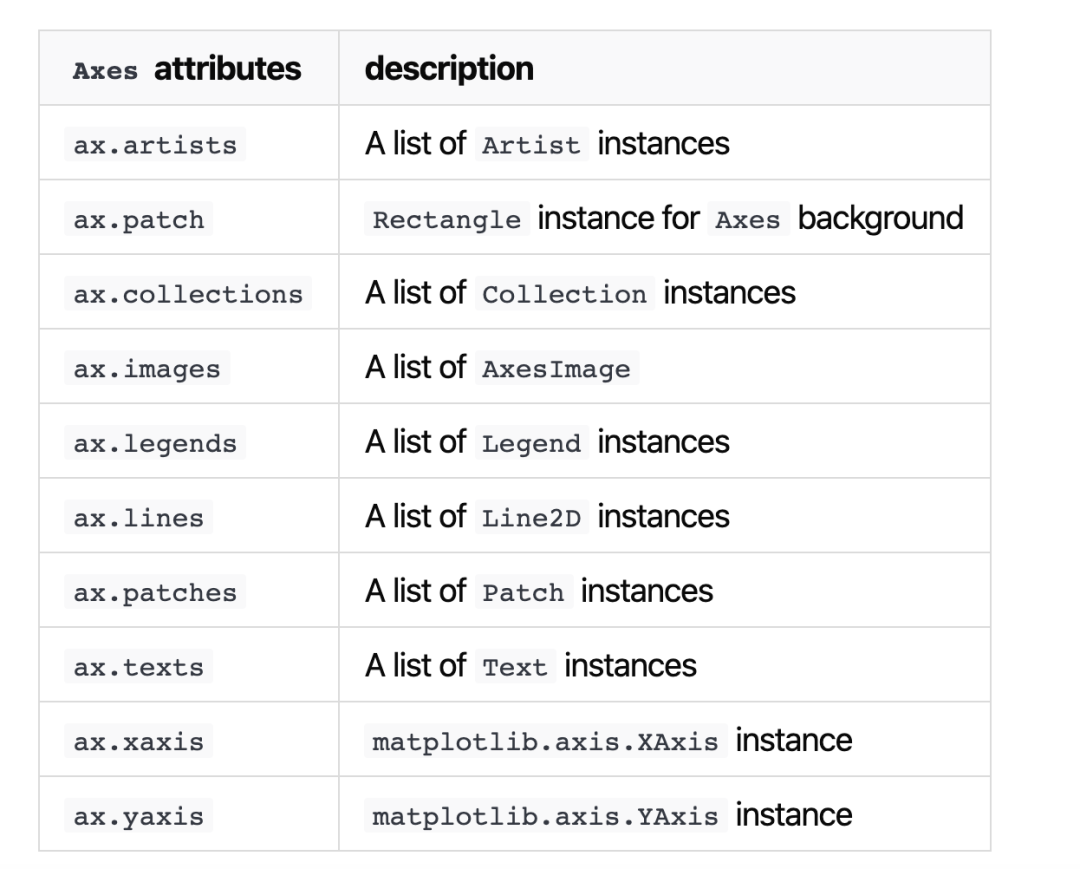 Axes attributes description
ax.artists A list of Artist instances
ax.patch Rectangle instance for Axes background
ax.collections A list of Collection instances
ax.images A list of AxesImage
ax.legends A list of Legend instances
ax.lines A list of Line2D instances
ax.patches A list of Patch instances
ax.texts A list of Text instances
ax.xaxis matplotlib.axis.XAxis instance
ax.yaxis matplotlib.axis.YAxis instance